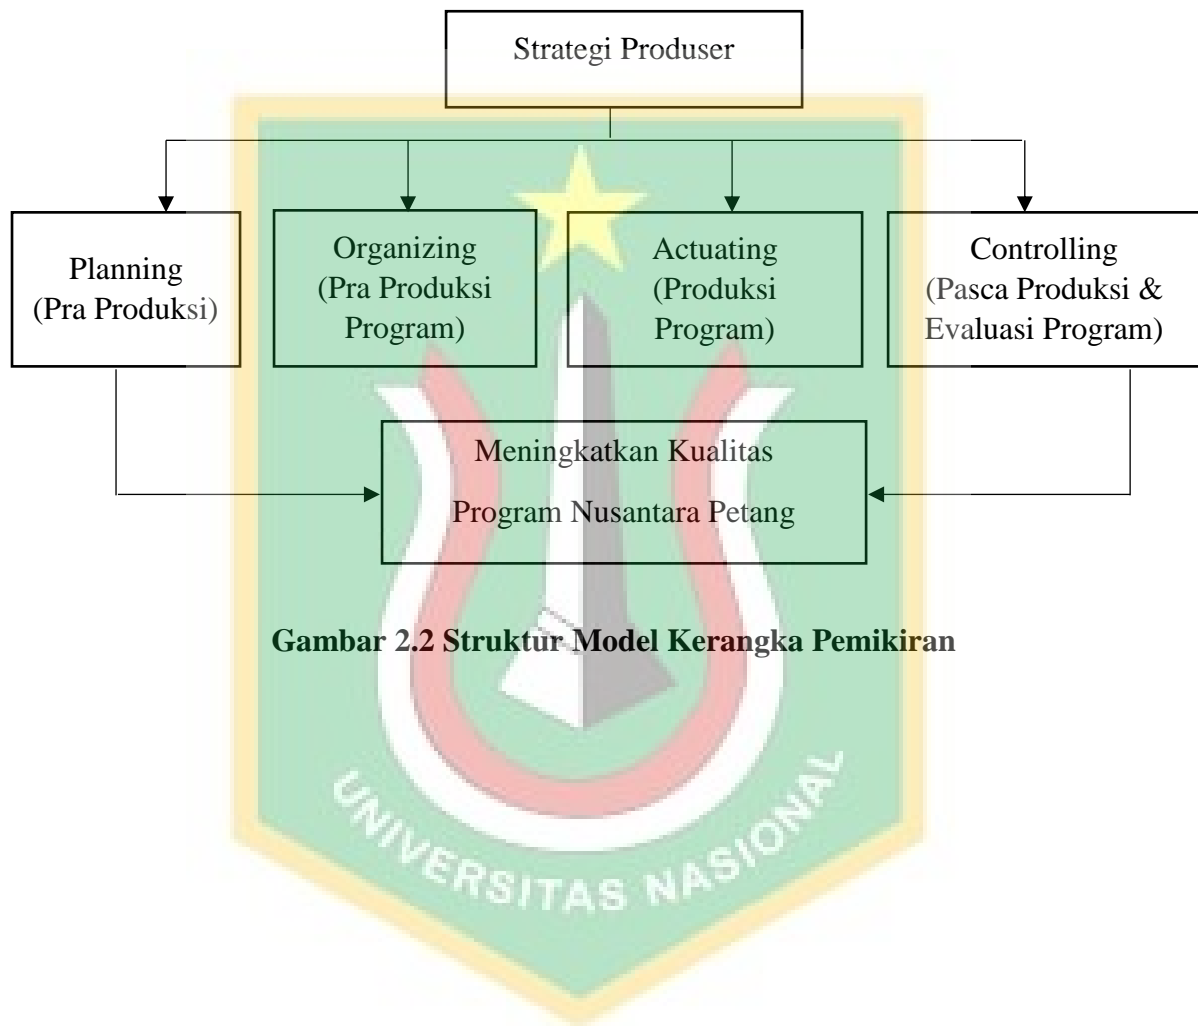 Strategi Produser
Planning
(Pra Produksi)
Organizing
(Pra Produksi
Program)
Actuating
(Produksi
Program)
Controlling
(Pasca Produksi &
Evaluasi Program)
Meningkatkan Kualitas
Program Nusantara Petang
Gambar 2.2 Struktur Model Kerangka Pemikiran
UNIVERSITAS NASIONAL